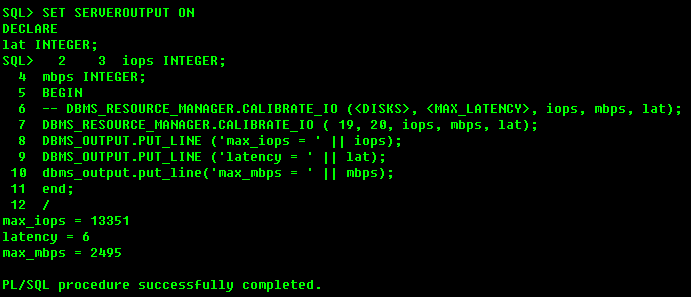 SQL> SET SERVEROUTPUT ON
DECLARE
lat INTEGER;
SQL>   2    3  iops INTEGER;
  4  mbps INTEGER;
  5  BEGIN
  6  -- DBMS_RESOURCE_MANAGER.CALIBRATE_IO (<DISKS>, <MAX_LATENCY>, iops, mbps, lat);
  7  DBMS_RESOURCE_MANAGER.CALIBRATE_IO ( 19, 20, iops, mbps, lat);
  8  DBMS_OUTPUT.PUT_LINE ('max_iops = ' || iops);
  9  DBMS_OUTPUT.PUT_LINE ('latency = ' || lat);
 10  dbms_output.put_line('max_mbps = ' || mbps);
 11  end;
 12  /
max_iops = 13351
latency = 6
max_mbps = 2495
PL/SQL procedure successfully completed.